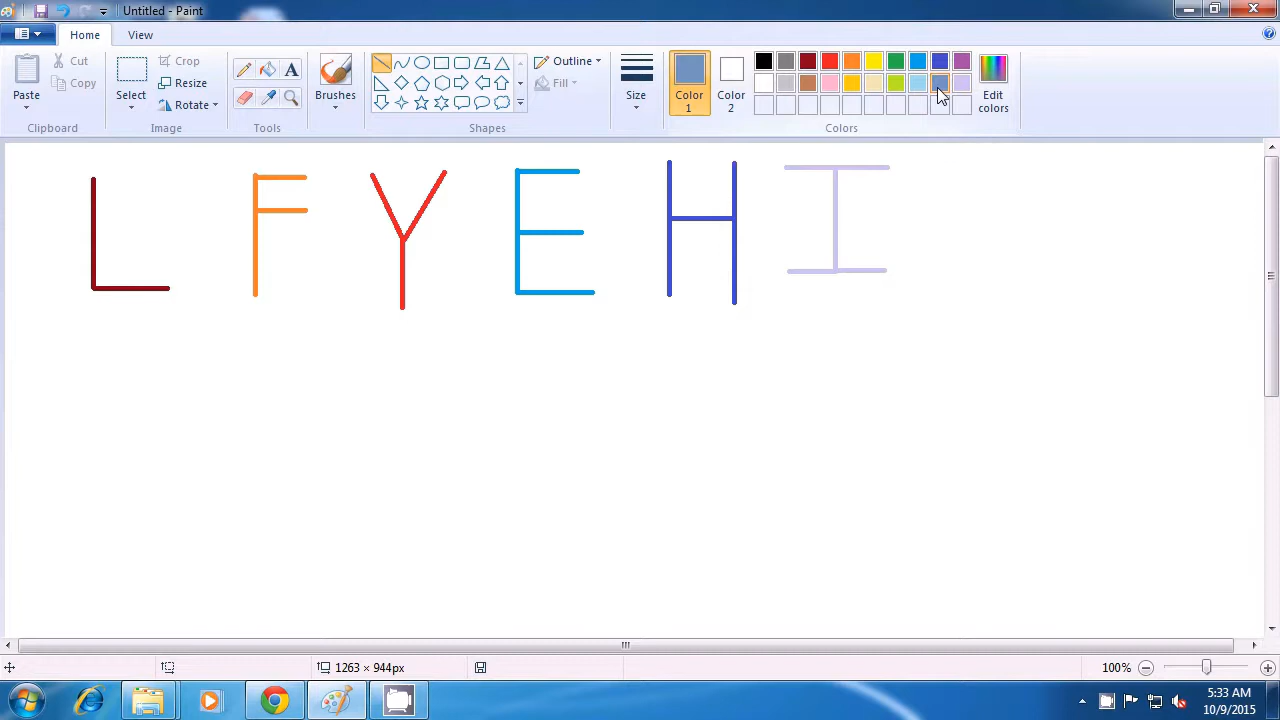 Untitled - Paint
Home View
Paste
Cut
Copy
Clipboard
Select
Crop
Resize
Rotate
Image
A
Tools
Brushes
Outline
Fill
Shapes
Size
Color 1
Color 2
Edit colors
Colors
L F Y E H I
1263 × 944px
100%
5:33 AM
10/9/2015